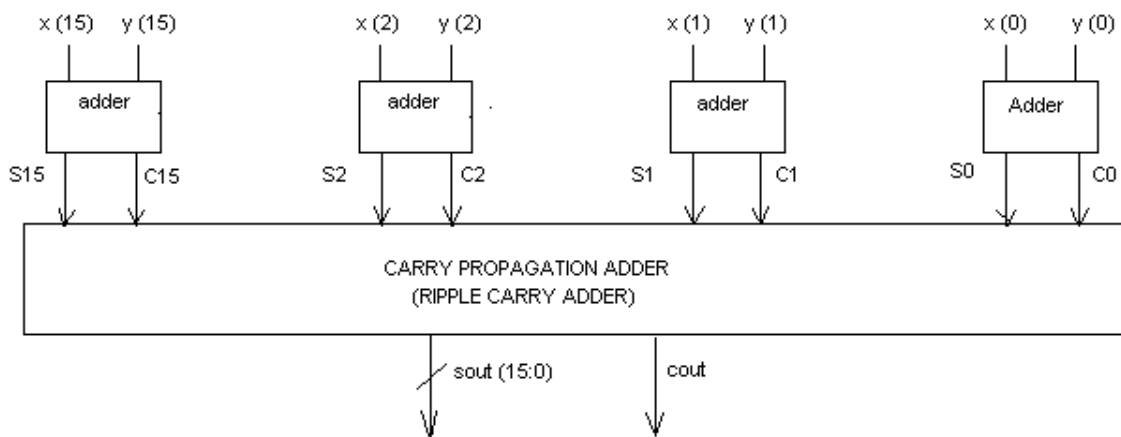 x (15) y (15) x (2) y (2) x (1) y (1) x (0) y (0)
adder adder adder Adder
S15 C15 S2 C2 S1 C1 S0 C0
CARRY PROPAGATION ADDER
(RIPPLE CARRY ADDER)
sout (15:0) cout